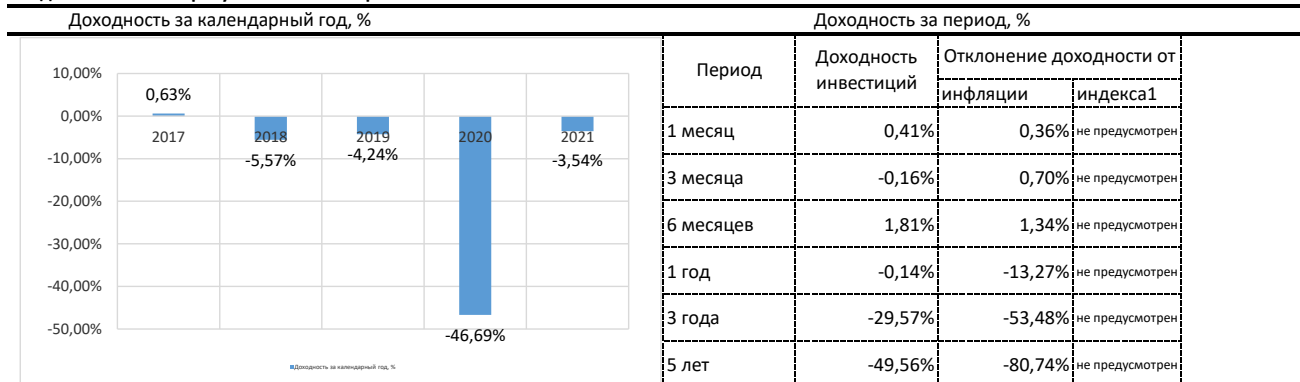 Доходность за календарный год, %
Доходность за период, %
10,00%
0,00%
-10,00%
-20,00%
-30,00%
-40,00%
-50,00%
0,63%
-5,57%
-4,24%
-46,69%
-3,54%
2017
2018
2019
2020
2021
Доходность за календарный год, %
Период
Доходность
инвестиций
Отклонение доходности от
инфляции
индекса1
1 месяц 0,41% 0,36% не предусмотрен
3 месяца -0,16% 0,70% не предусмотрен
6 месяцев 1,81% 1,34% не предусмотрен
1 год -0,14% -13,27% не предусмотрен
3 года -29,57% -53,48% не предусмотрен
5 лет -49,56% -80,74% не предусмотрен